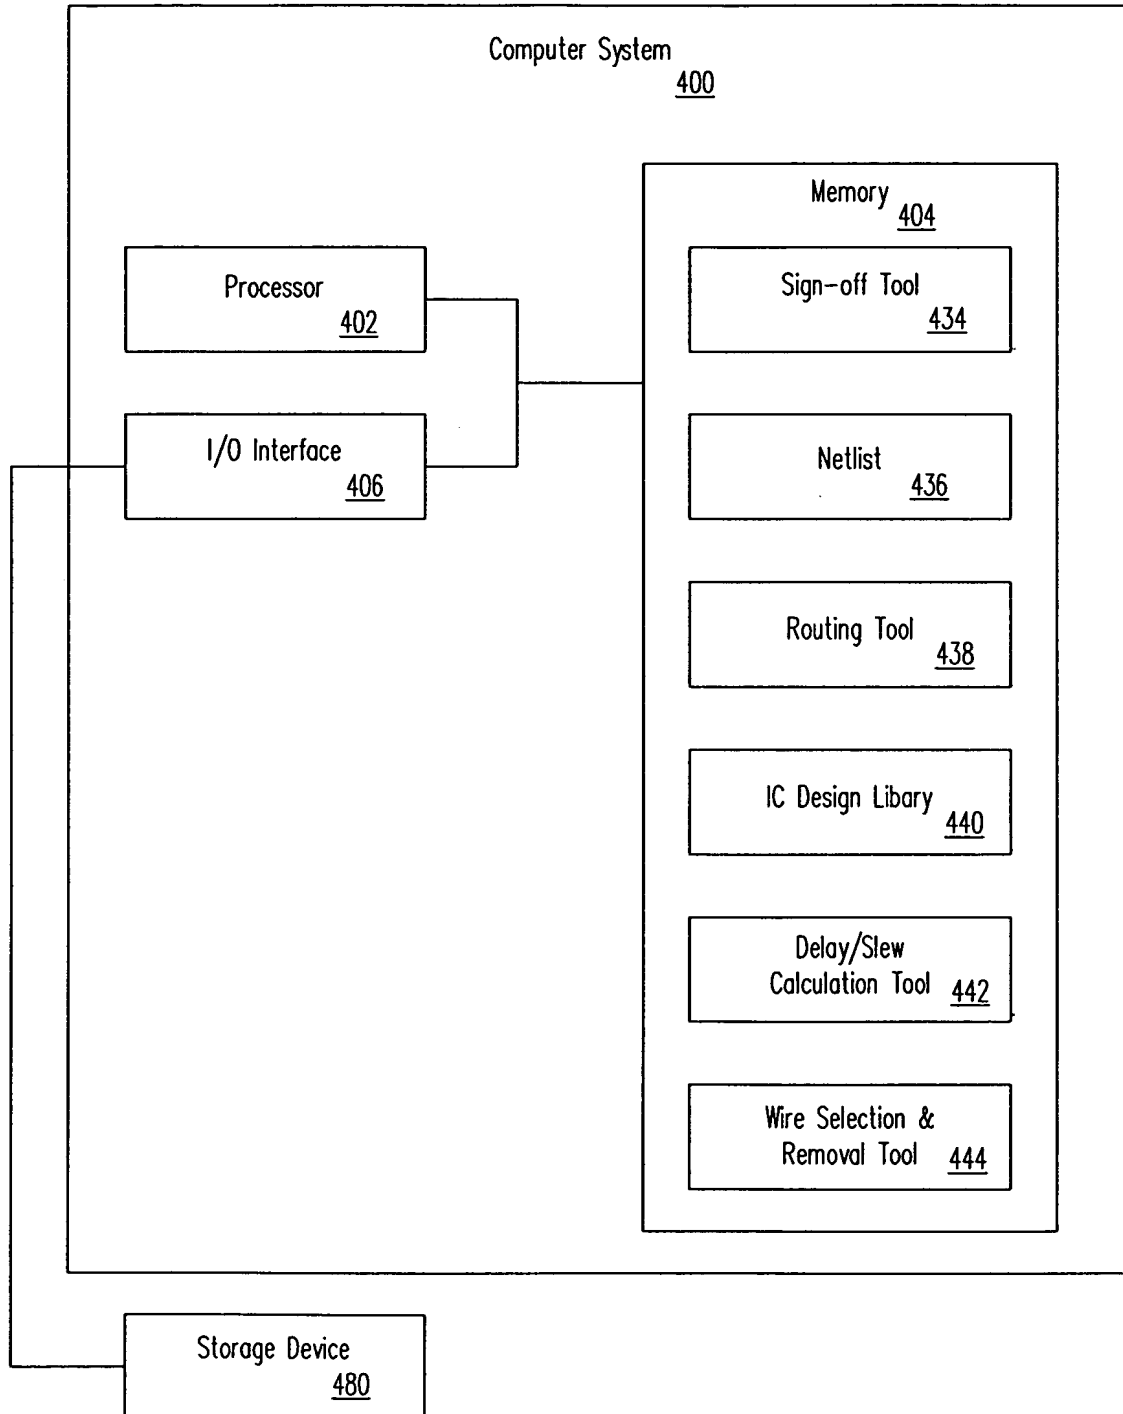 Computer System
400
Memory
404
Processor
402
Sign-off Tool
434
I/O Interface
406
Netlist
436
Routing Tool
438
IC Design Libary
440
Delay/Slew
Calculation Tool 442
Wire Selection &
Removal Tool 444
Storage Device
480